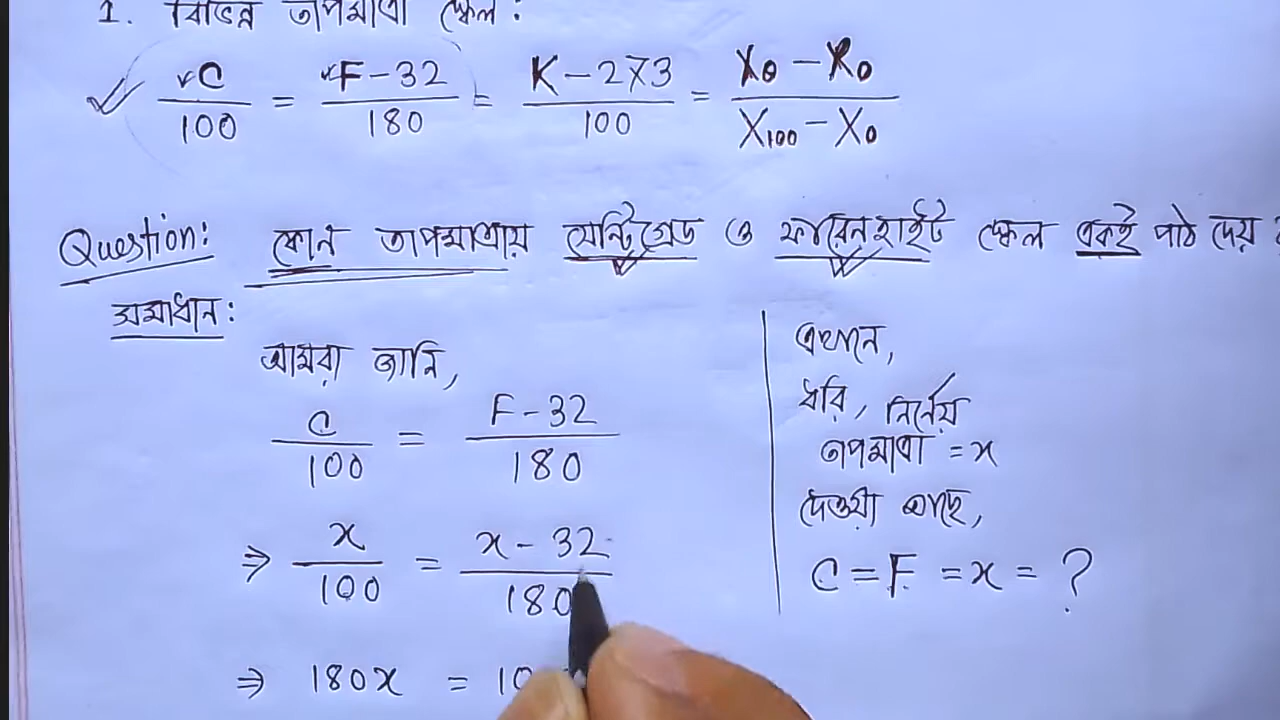 1. বিভিন্ন তাপমাত্রা স্কেল:
C/100 = F-32/180 = K-273/100 = Xθ-X0/X100-X0
Question: কোন তাপমাত্রায় সেন্টিগ্রেড ও ফারেনহাইট স্কেল একই পাঠ দেয়
সমাধান:
আমরা জানি,
C/100 = F-32/180
⇒ x/100 = x-32/180
⇒ 180x = 10
এখানে,
ধরি, নির্ণেয়
তাপমাত্রা = x
দেওয়া আছে,
C = F = x = ?